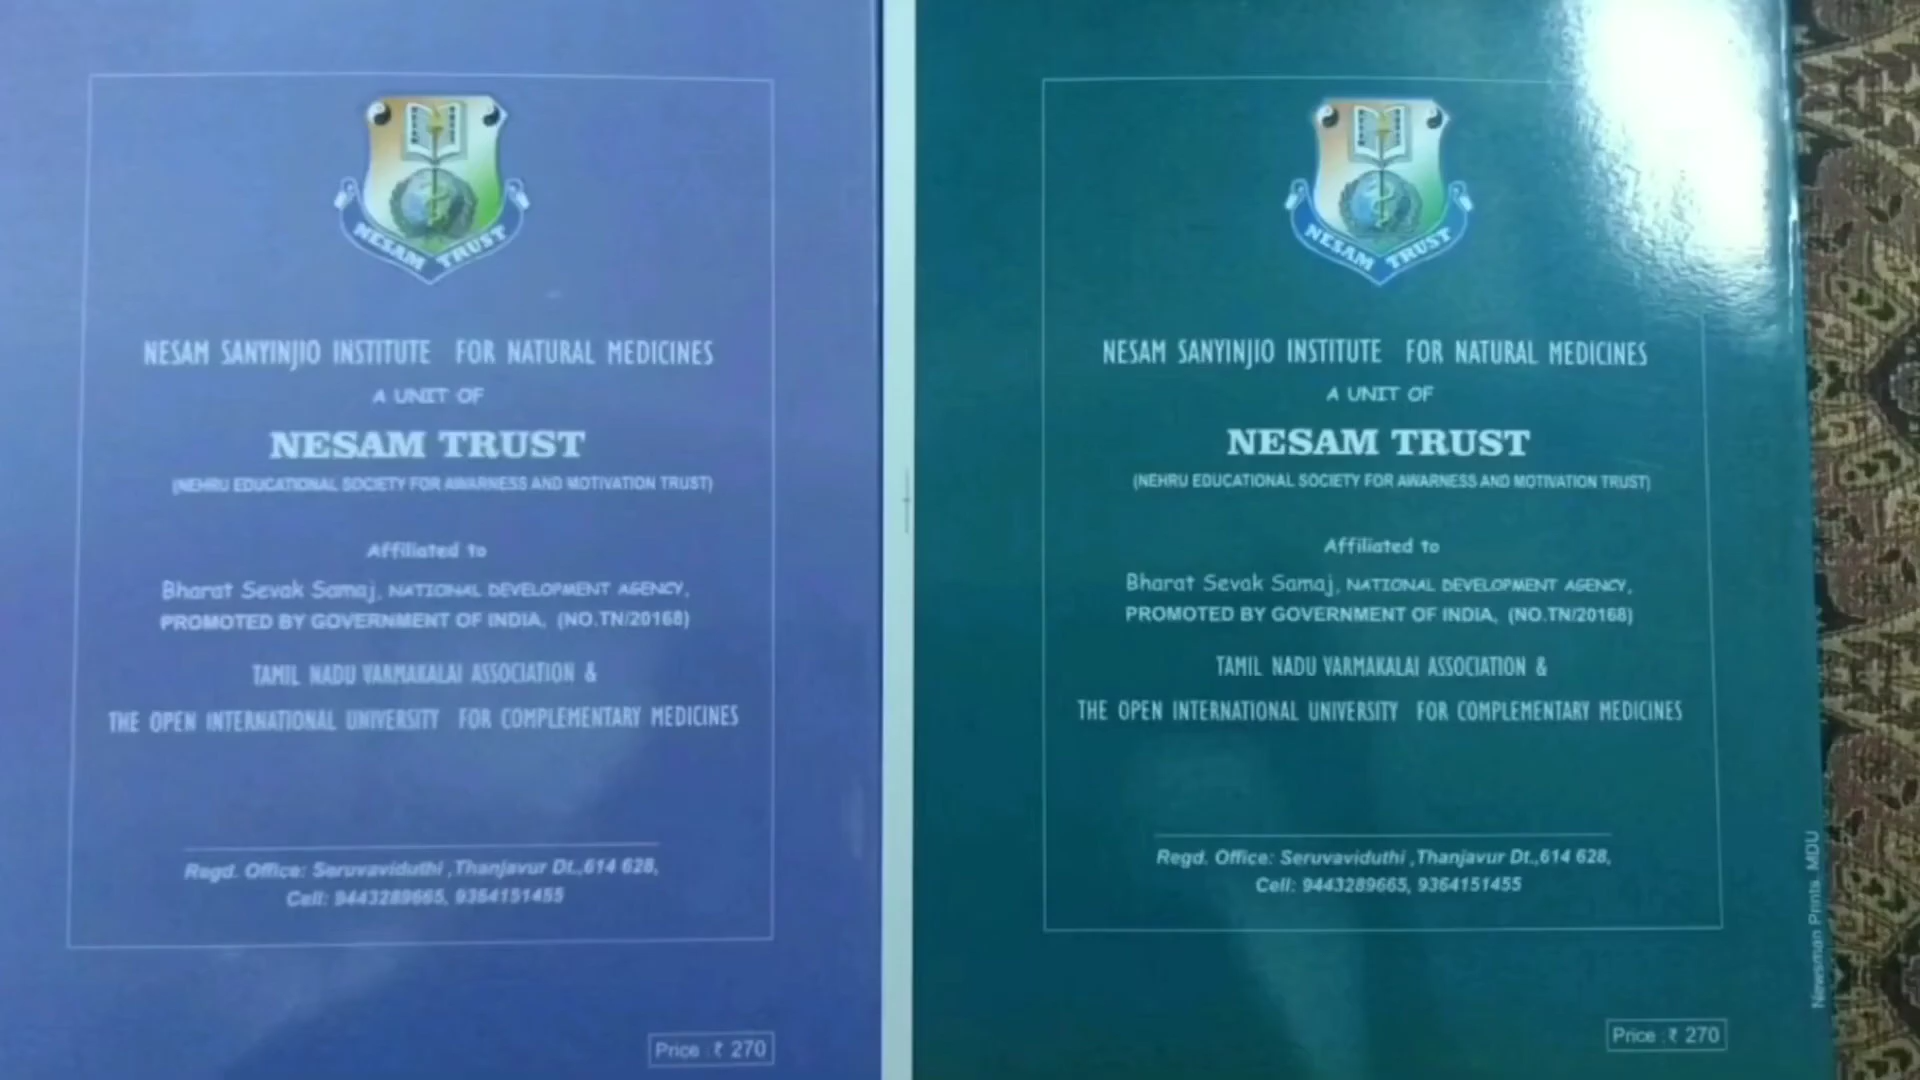 NESAM TRUST
NESAM SANYINJIO INSTITUTE FOR NATURAL MEDICINES
A UNIT OF
NESAM TRUST
(NEHRU EDUCATIONAL SOCIETY FOR AWARNESS AND MOTIVATION TRUST)
Affiliated to
Bharat Sevak Samaj, NATIONAL DEVELOPMENT AGENCY,
PROMOTED BY GOVERNMENT OF INDIA, (NO.TN/20168)
TAMIL NADU VARMAKALAI ASSOCIATION &
THE OPEN INTERNATIONAL UNIVERSITY FOR COMPLEMENTARY MEDICINES
Regd. Office: Seruvaviduthi ,Thanjavur Dt.,614 628,
Cell: 9443289665, 9364151455
Price : ₹ 270
NESAM TRUST
NESAM SANYINJIO INSTITUTE FOR NATURAL MEDICINES
A UNIT OF
NESAM TRUST
(NEHRU EDUCATIONAL SOCIETY FOR AWARNESS AND MOTIVATION TRUST)
Affiliated to
Bharat Sevak Samaj, NATIONAL DEVELOPMENT AGENCY,
PROMOTED BY GOVERNMENT OF INDIA, (NO.TN/20168)
TAMIL NADU VARMAKALAI ASSOCIATION &
THE OPEN INTERNATIONAL UNIVERSITY FOR COMPLEMENTARY MEDICINES
Regd. Office: Seruvaviduthi ,Thanjavur Dt.,614 628,
Cell: 9443289665, 9364151455
Price : ₹ 270
Newsman Prints, MDU